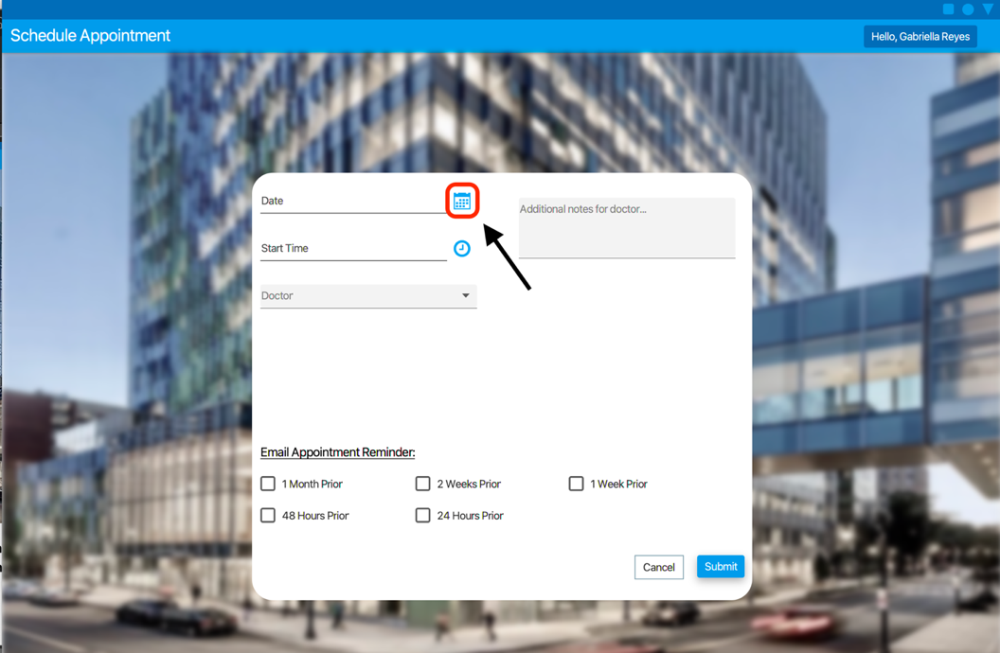 Schedule Appointment
Hello, Gabriella Reyes
Date
Additional notes for doctor...
Start Time
Doctor
Email Appointment Reminder:
1 Month Prior
2 Weeks Prior
1 Week Prior
48 Hours Prior
24 Hours Prior
Cancel
Submit